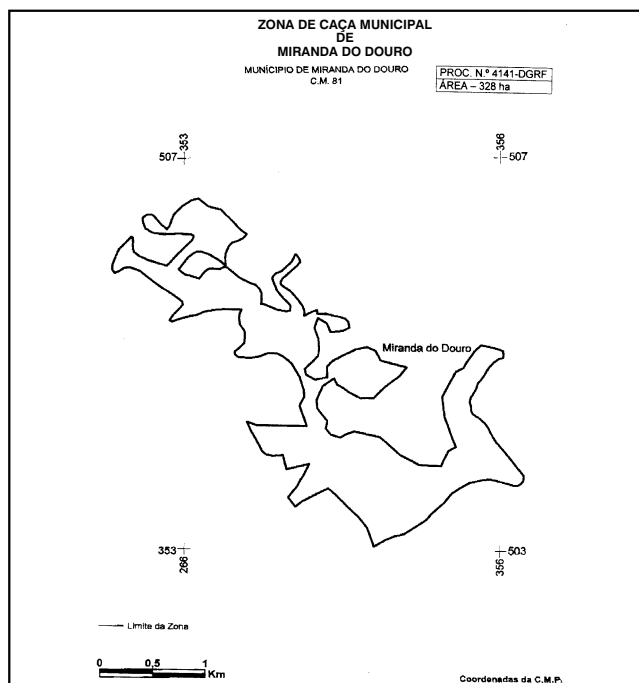 ZONA DE CAÇA MUNICIPAL
DE
MIRANDA DO DOURO
MUNÍCIPIO DE MIRANDA DO DOURO
C.M. 81
PROC. N.º 4141-DGRF
ÁREA – 328 ha
353
507
356
507
Miranda do Douro
353
266
503
356
Limite da Zona
0 0,5 1
Km
Coordenadas da C.M.P.